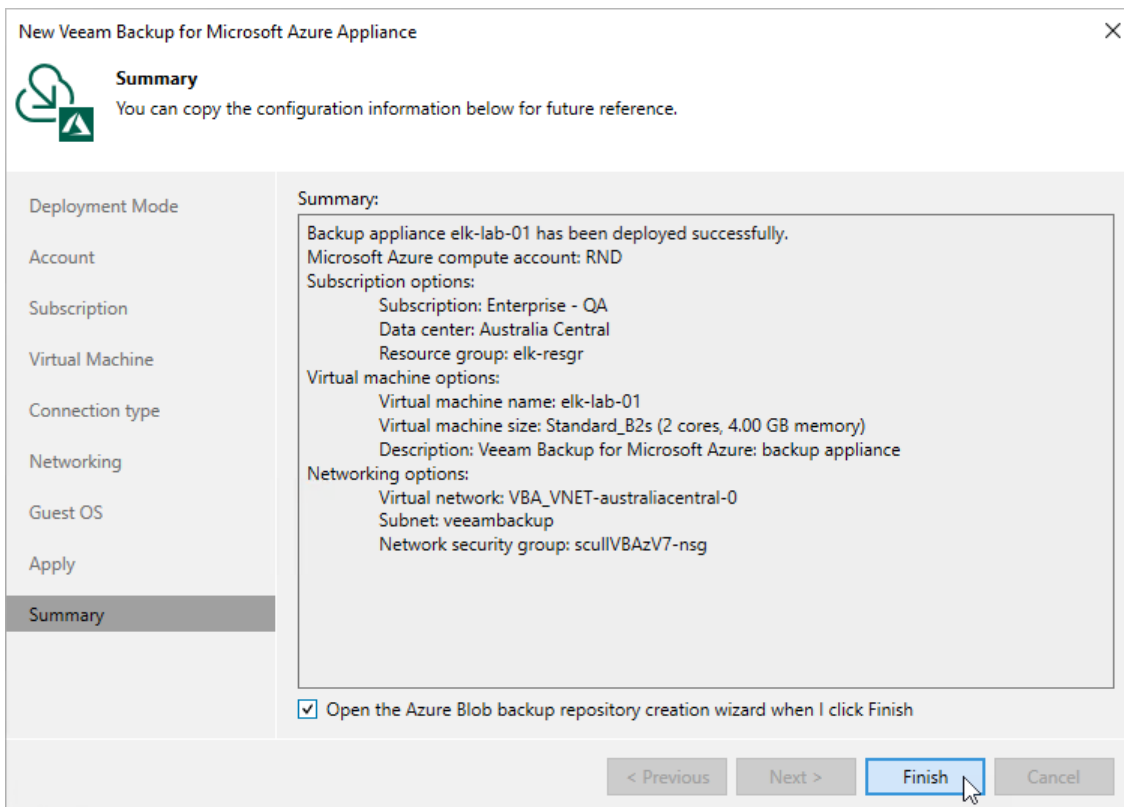 New Veeam Backup for Microsoft Azure Appliance
Summary
You can copy the configuration information below for future reference.
Deployment Mode
Account
Subscription
Virtual Machine
Connection type
Networking
Guest OS
Apply
Summary
Summary:
Backup appliance elk-lab-01 has been deployed successfully.
Microsoft Azure compute account: RND
Subscription options:
Subscription: Enterprise - QA
Data center: Australia Central
Resource group: elk-resgr
Virtual machine options:
Virtual machine name: elk-lab-01
Virtual machine size: Standard_B2s (2 cores, 4.00 GB memory)
Description: Veeam Backup for Microsoft Azure: backup appliance
Networking options:
Virtual network: VBA_VNET-australiacentral-0
Subnet: veeambackup
Network security group: scullVBAzV7-nsg
Open the Azure Blob backup repository creation wizard when I click Finish
< Previous
Next >
Finish
Cancel